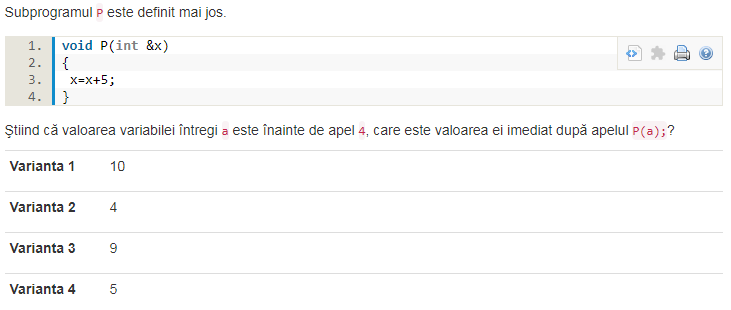 Subprogramul P este definit mai jos.
1. void P(int &x)
2. {
3. x=x+5;
4. }
Ştiind că valoarea variabilei întregi a este înainte de apel 4, care este valoarea ei imediat după apelul P(a);?
Varianta 1 10
Varianta 2 4
Varianta 3 9
Varianta 4 5